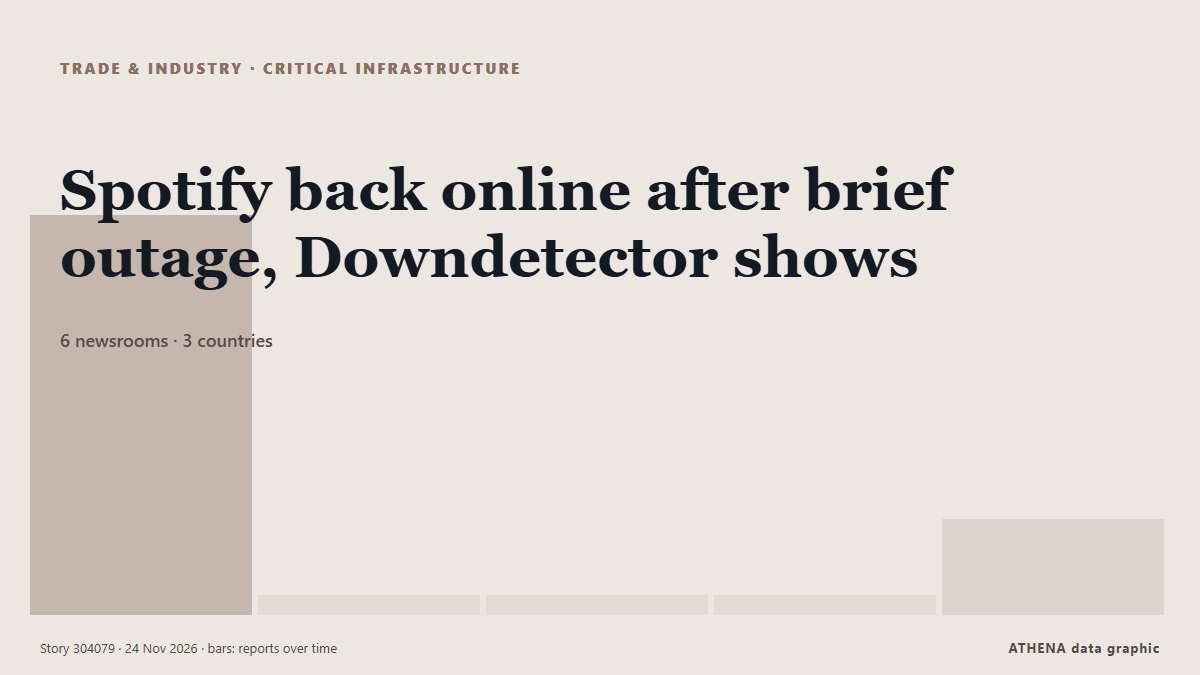 TRADE & INDUSTRY · CRITICAL INFRASTRUCTURE
Spotify back online after brief
outage, Downdetector shows
6 newsrooms · 3 countries
Story 304079 · 24 Nov 2026 · bars: reports over time
ATHENA data graphic